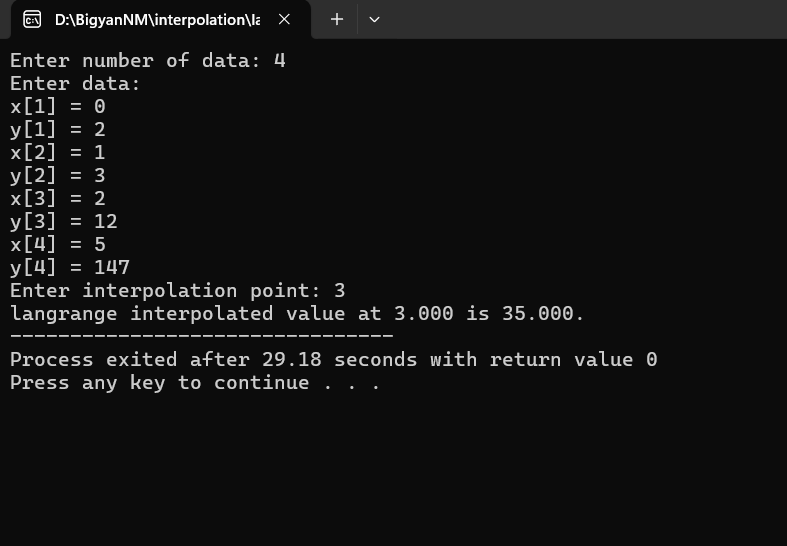 D:\BigyanNM\interpolation\la
Enter number of data: 4
Enter data:
x[1] = 0
y[1] = 2
x[2] = 1
y[2] = 3
x[3] = 2
y[3] = 12
x[4] = 5
y[4] = 147
Enter interpolation point: 3
langrange interpolated value at 3.000 is 35.000.
--------------------------------
Process exited after 29.18 seconds with return value 0
Press any key to continue . . .